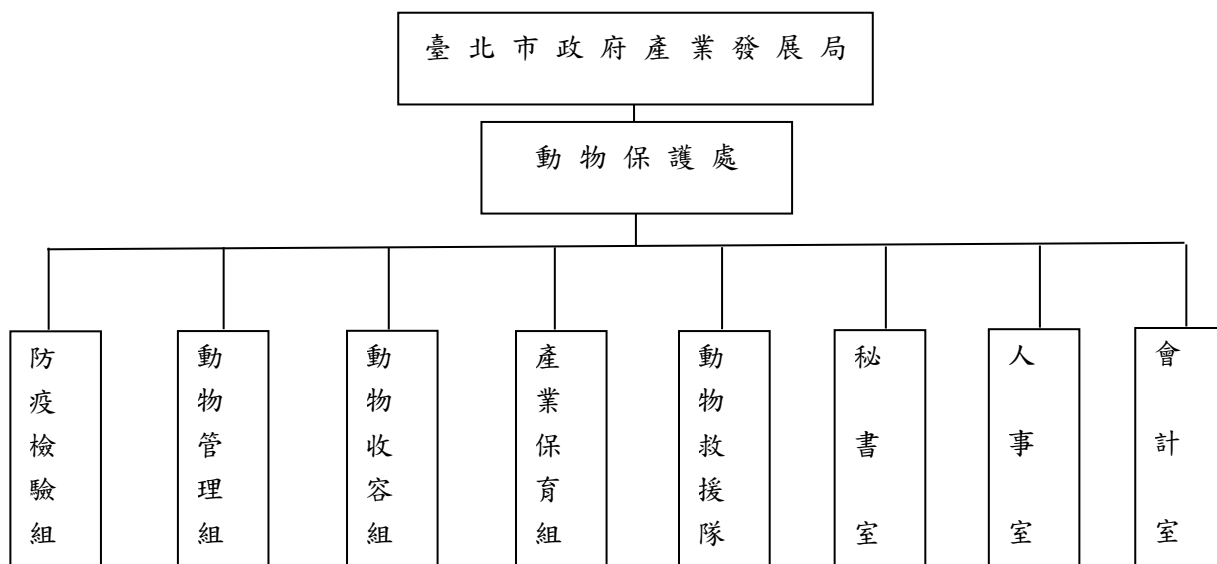 臺北市政府產業發展局
動物保護處
防疫檢驗組
動物管理組
動物收容組
產業保育組
動物救援隊
秘書室
人事室
會計室